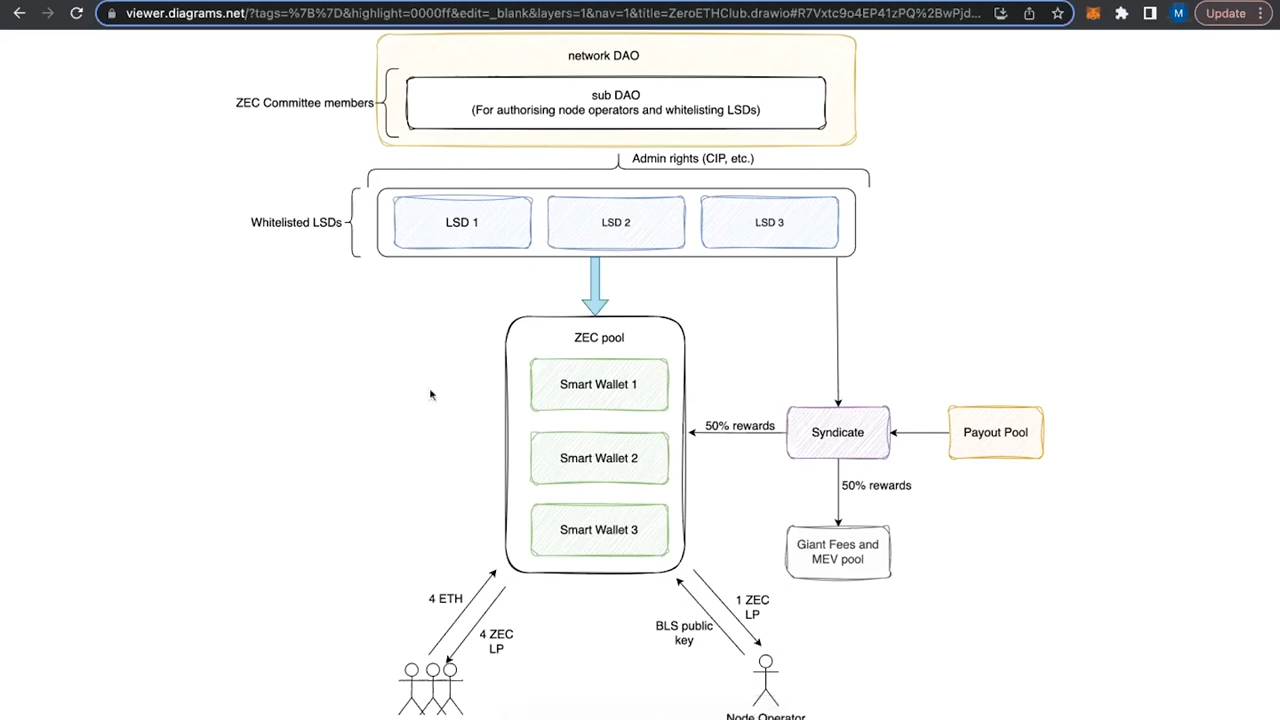 viewer.diagrams.net/?tags=%7B%7D&highlight=0000ff&edit=_blank&layers=1&nav=1&title=ZeroETHClub.drawio#R7Vxtc9o4EP41zPQ%2BwPjd...
M
Update
network DAO
ZEC Committee members
sub DAO
(For authorising node operators and whitelisting LSDs)
Admin rights (CIP, etc.)
Whitelisted LSDs
LSD 1
LSD 2
LSD 3
ZEC pool
Smart Wallet 1
Smart Wallet 2
Smart Wallet 3
50% rewards
Syndicate
Payout Pool
50% rewards
Giant Fees and
MEV pool
4 ETH
4 ZEC
LP
BLS public
key
1 ZEC
LP
Node Operator